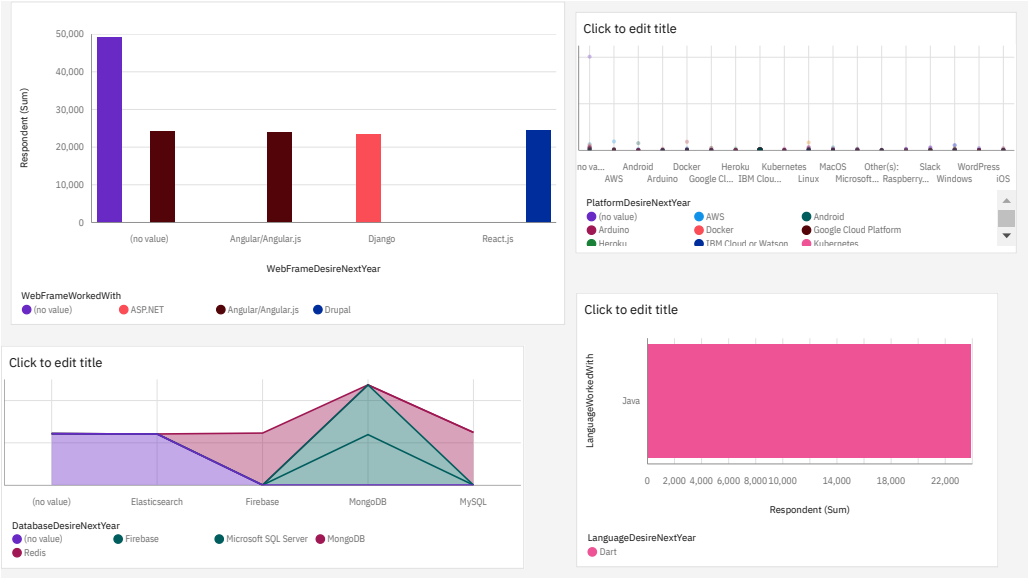 50,000
40,000
30,000
20,000
10,000
0
Respondent (Sum)
(no value) Angular/Angular.js Django React.js
WebFrameDesireNextYear
WebFrameWorkedWith
(no value) ASP.NET Angular/Angular.js Drupal
Click to edit title
no va... Android Docker Heroku Kubernetes MacOS Other(s): Slack WordPress
AWS Arduino Google Cl... IBM Clou... Linux Microsoft... Raspberry... Windows iOS
PlatformDesireNextYear
(no value) AWS Android
Arduino Docker Google Cloud Platform
Heroku IBM Cloud or Watson Kubernetes
Click to edit title
(no value) Elasticsearch Firebase MongoDB MySQL
DatabaseDesireNextYear
(no value) Firebase Microsoft SQL Server MongoDB
Redis
Click to edit title
LanguageWorkedWith
Java
0 2,000 4,000 6,000 8,000 10,000 14,000 18,000 22,000
Respondent (Sum)
LanguageDesireNextYear
Dart